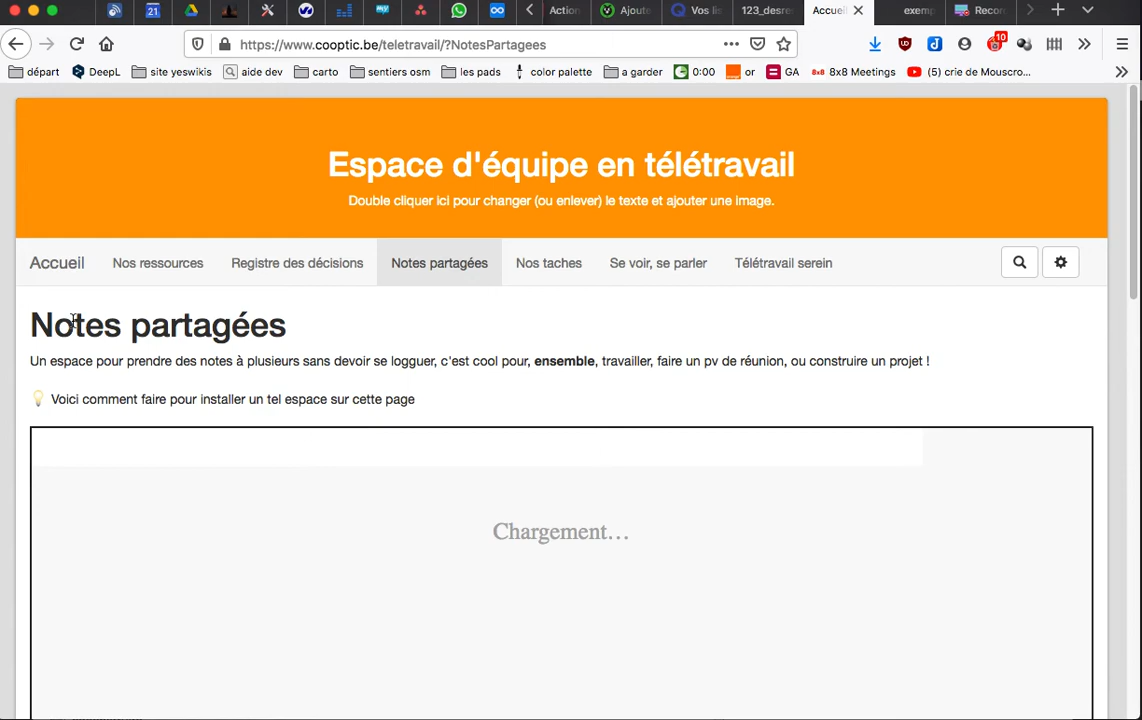 21
Action
Ajoute
Vos lis
123_desre
Accuei
exemp
Recor
https://www.cooptic.be/teletravail/?NotesPartagees
10
départ
DeepL
site yeswikis
aide dev
carto
sentiers osm
les pads
color palette
a garder
0:00
or
GA
8x8 8x8 Meetings
(5) crie de Mouscro...
Espace d'équipe en télétravail
Double cliquer ici pour changer (ou enlever) le texte et ajouter une image.
Accueil Nos ressources Registre des décisions Notes partagées Nos taches Se voir, se parler Télétravail serein
Notes partagées
Un espace pour prendre des notes à plusieurs sans devoir se logguer, c'est cool pour, ensemble, travailler, faire un pv de réunion, ou construire un projet !
Voici comment faire pour installer un tel espace sur cette page
Chargement…